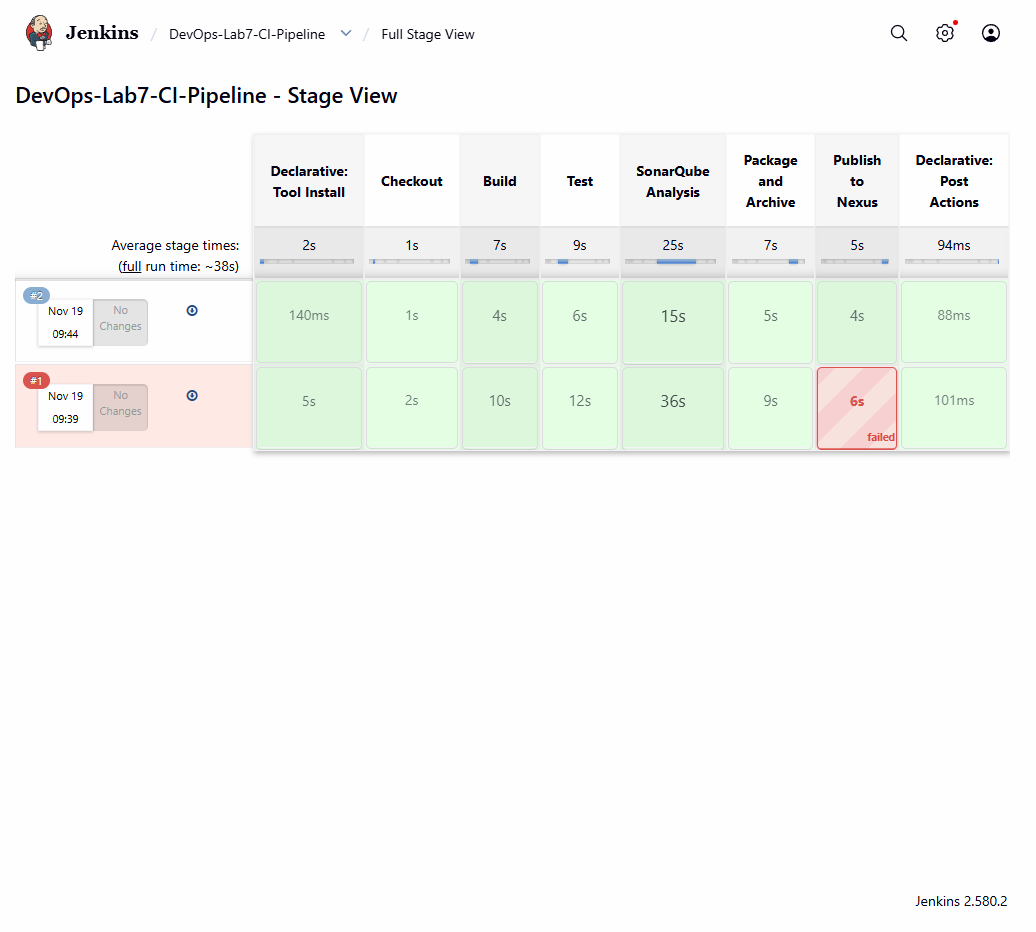 Jenkins / DevOps-Lab7-CI-Pipeline / Full Stage View
DevOps-Lab7-CI-Pipeline - Stage View
Declarative: Tool Install
Checkout
Build
Test
SonarQube Analysis
Package and Archive
Publish to Nexus
Declarative: Post Actions
Average stage times:
(full run time: ~38s)
2s
1s
7s
9s
25s
7s
5s
94ms
#2
Nov 19
09:44
No Changes
140ms
1s
4s
6s
15s
5s
4s
88ms
#1
Nov 19
09:39
No Changes
5s
2s
10s
12s
36s
9s
6s
failed
101ms
Jenkins 2.580.2